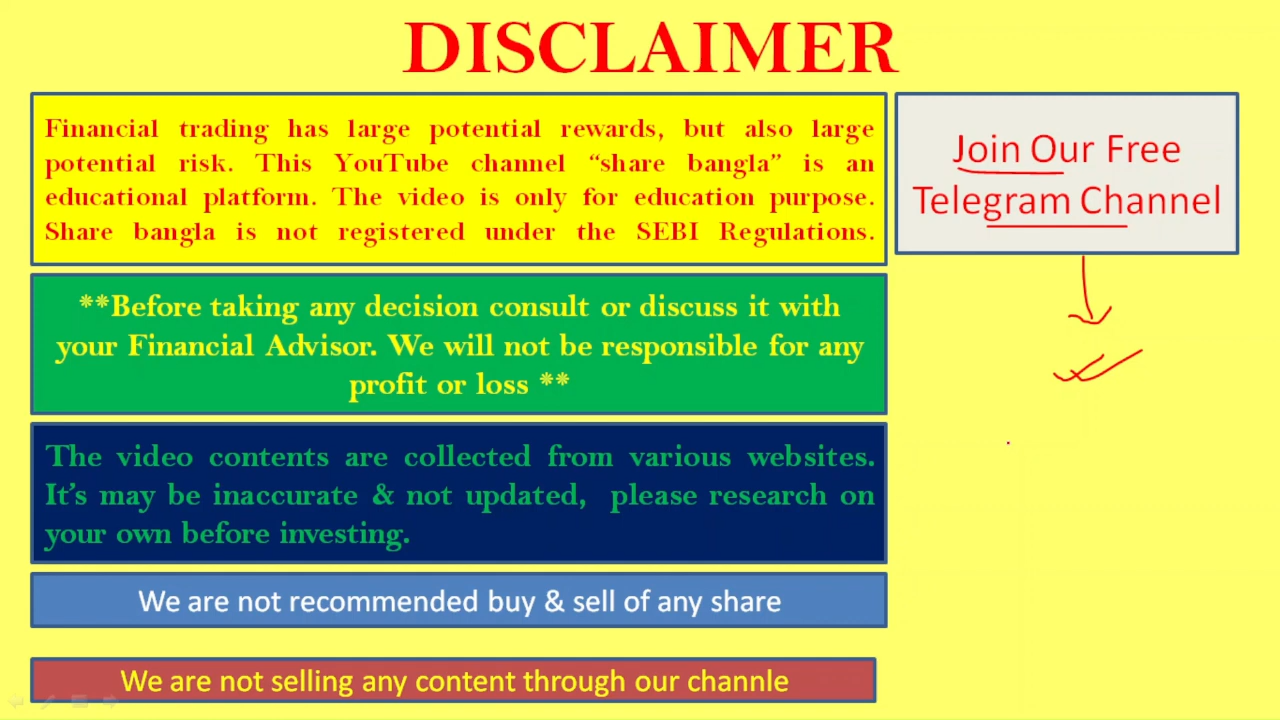 DISCLAIMER
Financial trading has large potential rewards, but also large
potential risk. This YouTube channel “share bangla” is an
educational platform. The video is only for education purpose.
Share bangla is not registered under the SEBI Regulations.
Join Our Free
Telegram Channel
**Before taking any decision consult or discuss it with
your Financial Advisor. We will not be responsible for any
profit or loss **
The video contents are collected from various websites.
It’s may be inaccurate & not updated, please research on
your own before investing.
We are not recommended buy & sell of any share
We are not selling any content through our channle